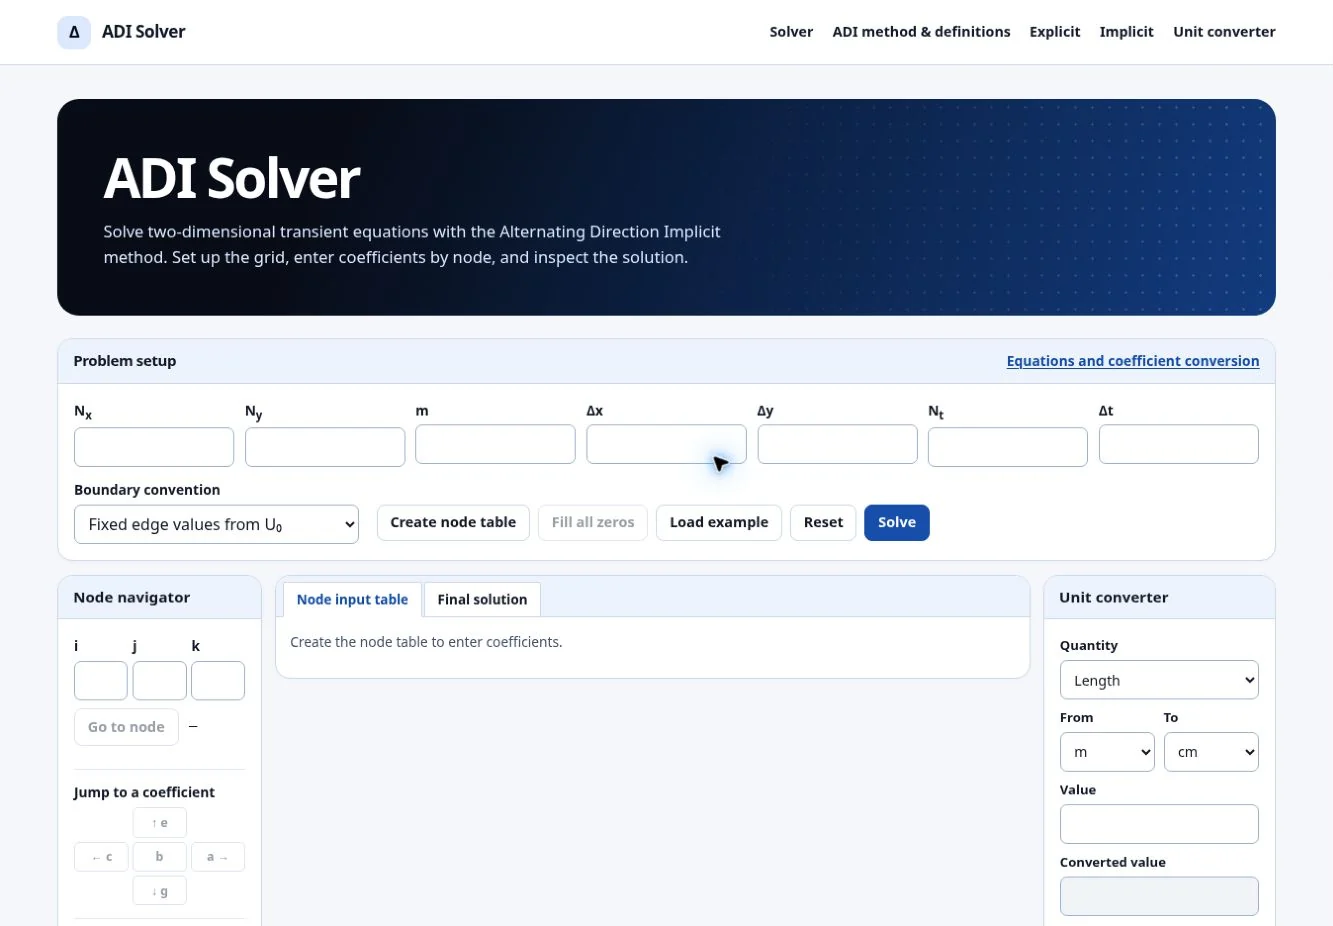 Δ ADI Solver
Solver ADI method & definitions Explicit Implicit Unit converter
ADI Solver
Solve two-dimensional transient equations with the Alternating Direction Implicit
method. Set up the grid, enter coefficients by node, and inspect the solution.
Problem setup Equations and coefficient conversion
Nx Ny m Δx Δy Nt Δt
Boundary convention
Fixed edge values from U₀ Create node table Fill all zeros Load example Reset Solve
Node navigator
i j k
Go to node –
Jump to a coefficient
↑ e
← c b a →
↓ g
Node input table Final solution
Create the node table to enter coefficients.
Unit converter
Quantity
Length
From To
m cm
Value
Converted value